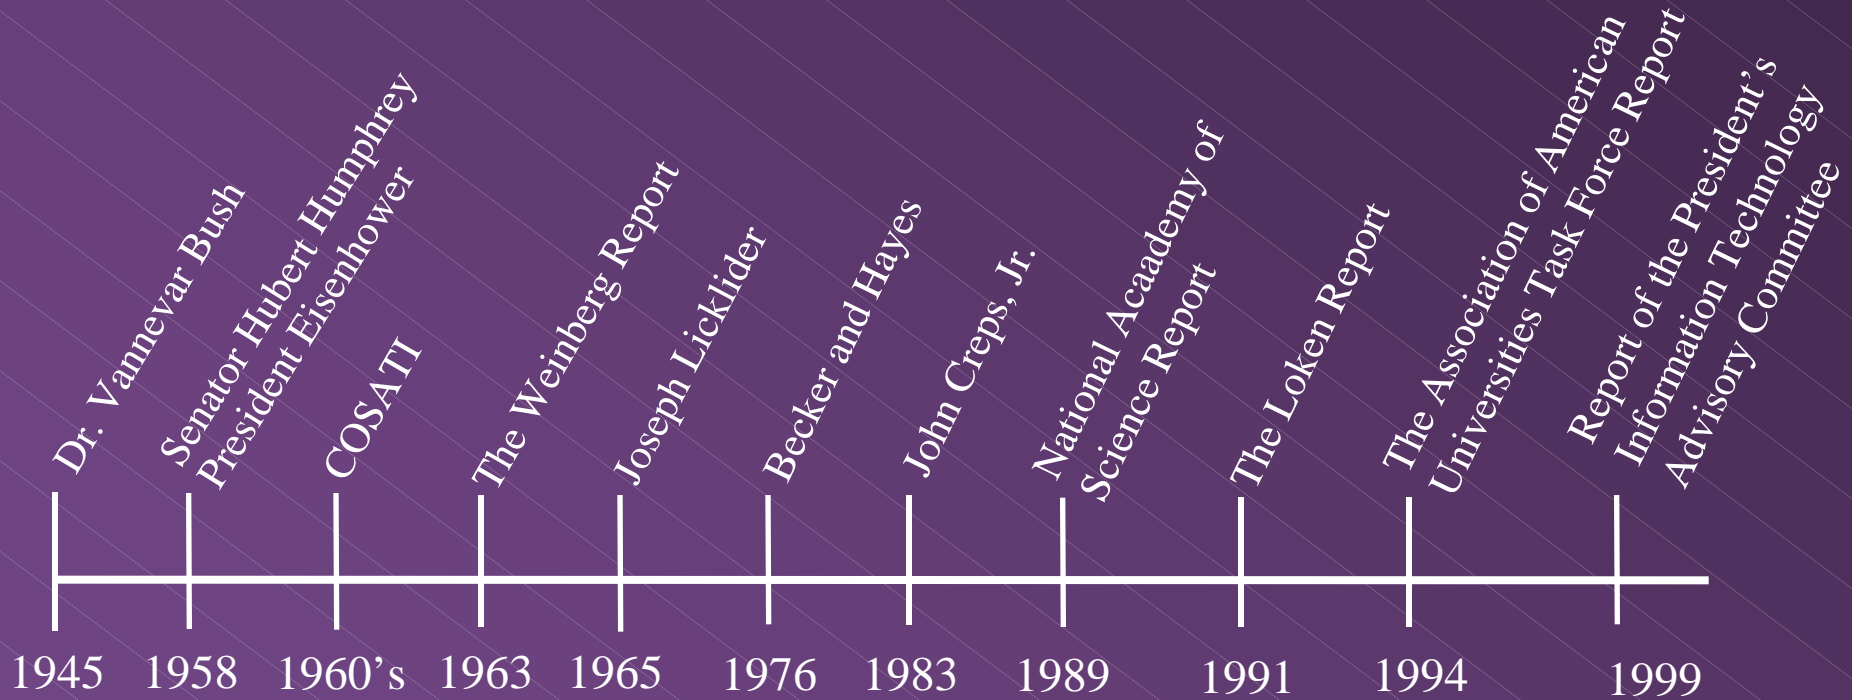 Dr. Vannevar Bush
Senator Hubert Humphrey
President Eisenhower
COSATI
The Weinberg Report
Joseph Licklider
Becker and Hayes
John Creps, Jr.
National Acaademy of
Science Report
The Loken Report
The Association of American
Universities Task Force Report
Report of the President’s
Information Technology
Advisory Committee
1945 1958 1960’s 1963 1965 1976 1983 1989 1991 1994 1999